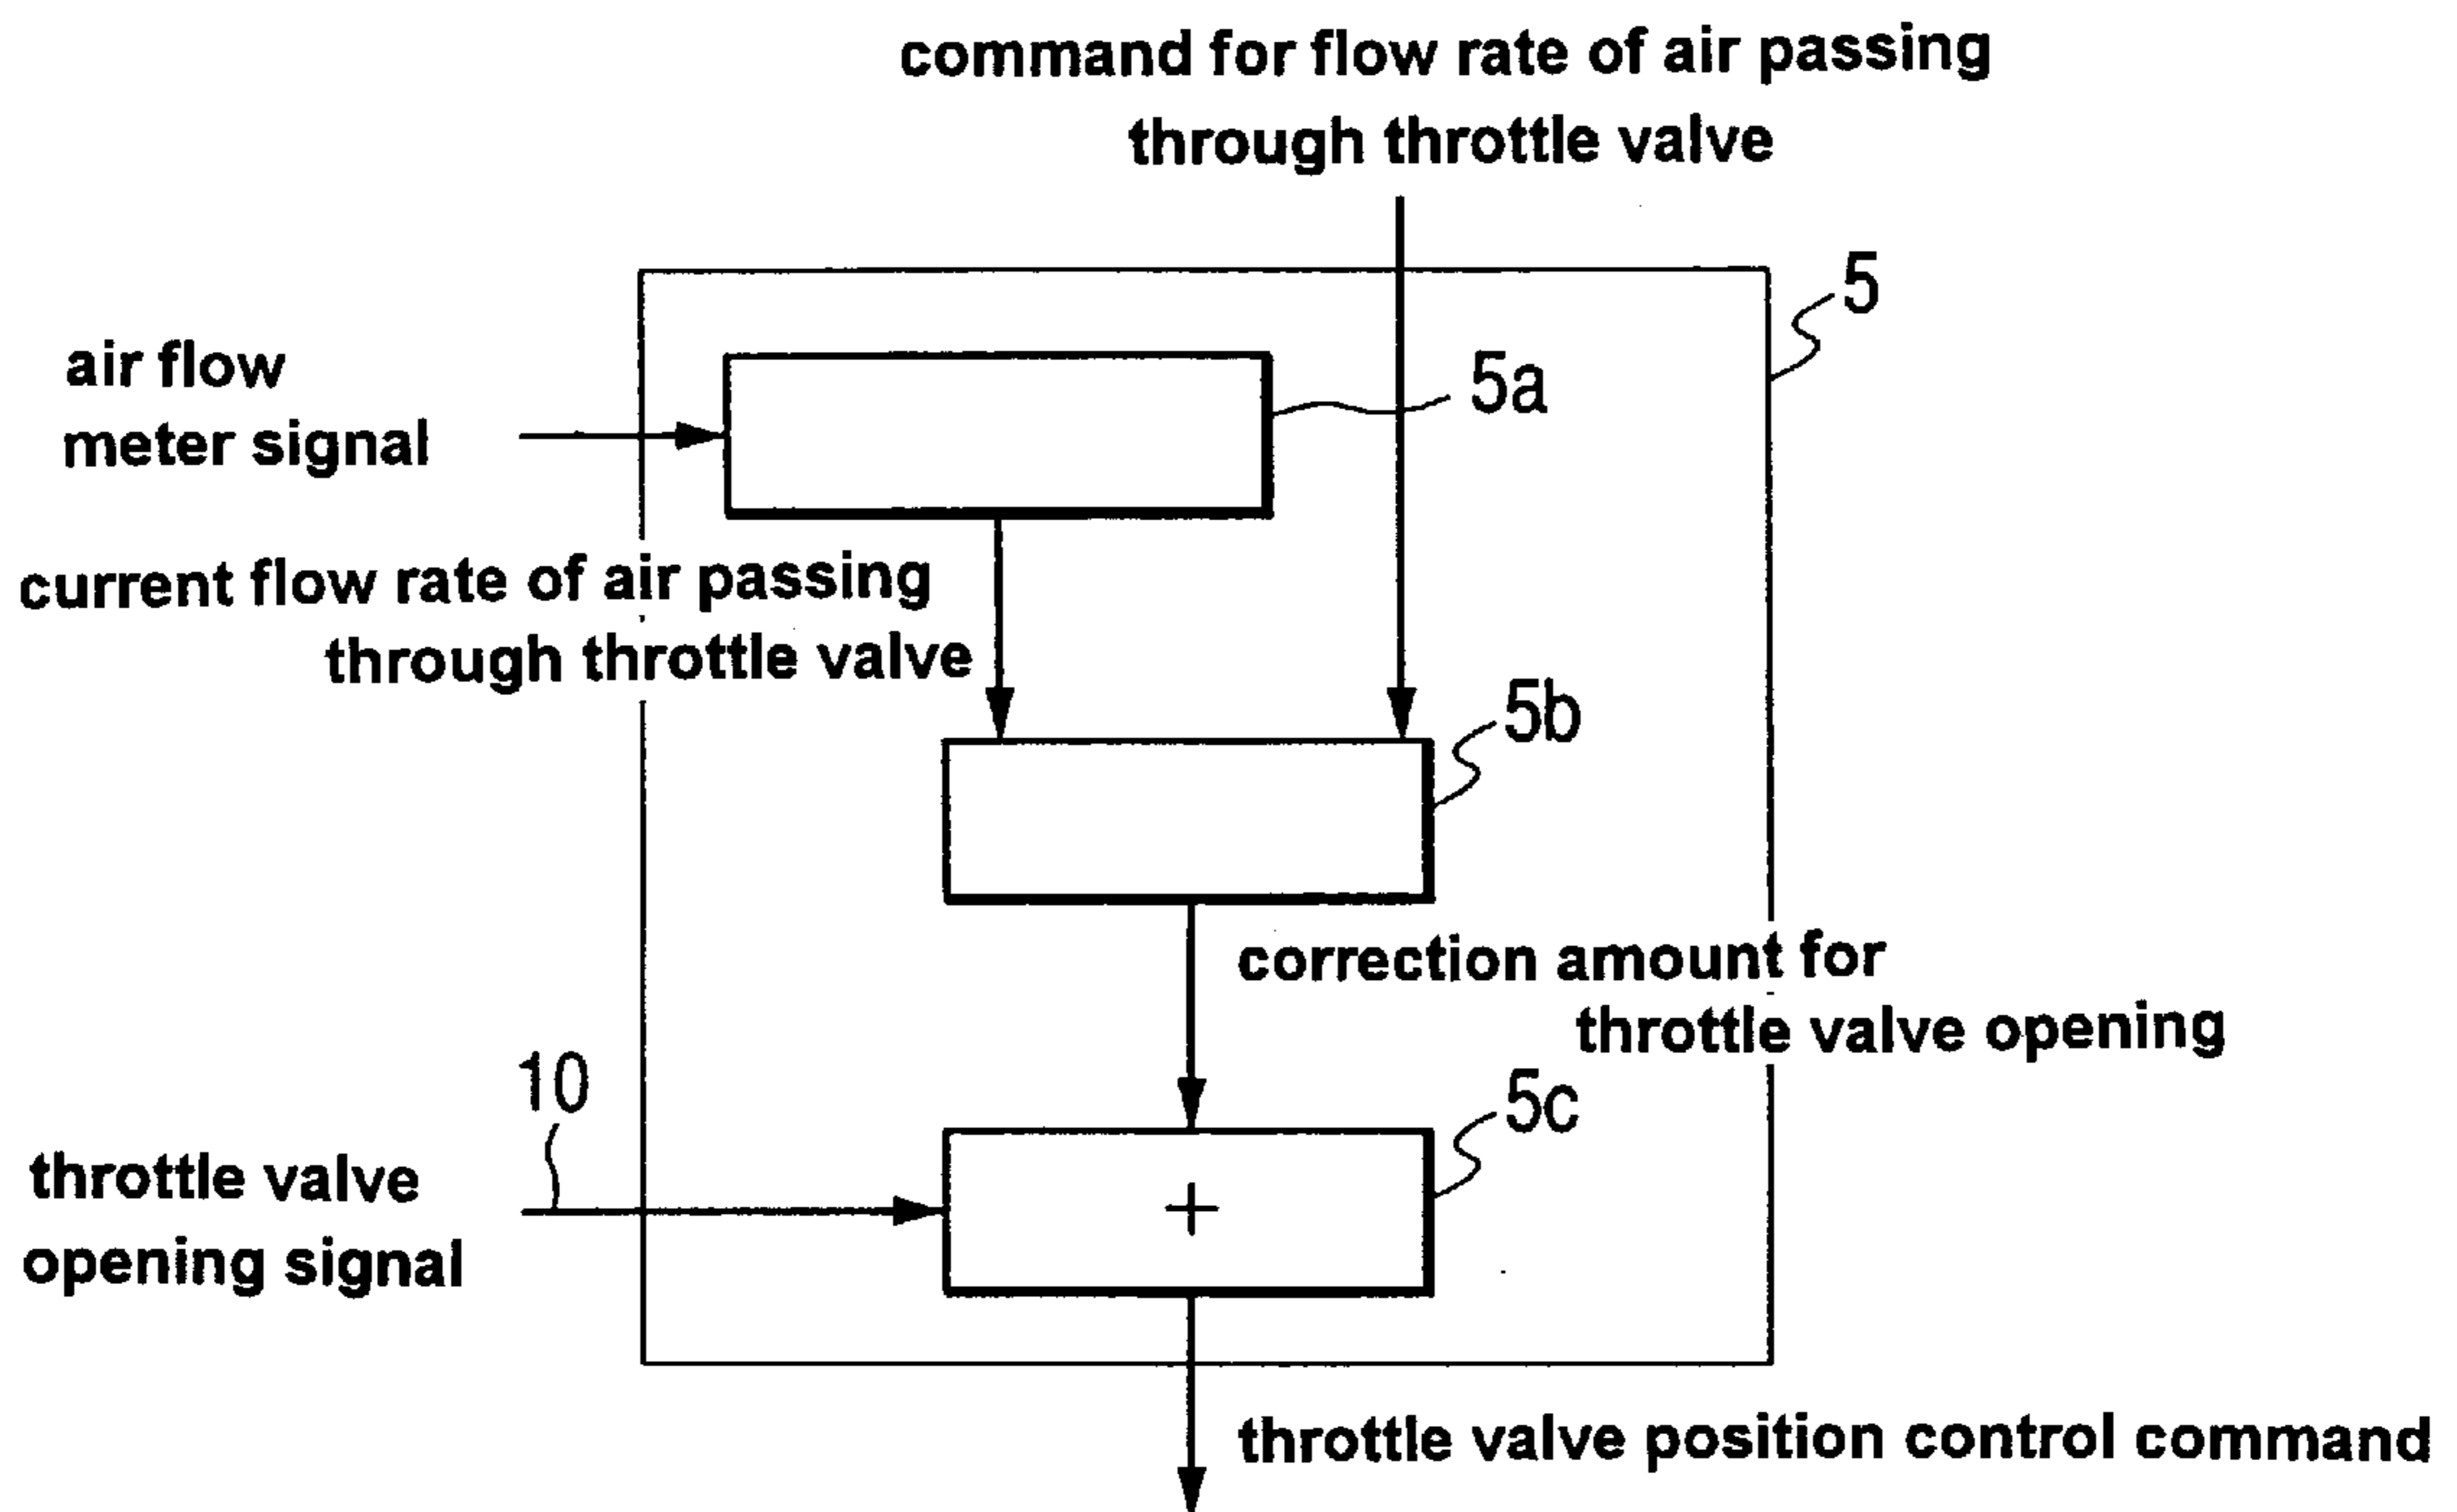 command for flow rate of air passing
through throttle valve
5
air flow
meter signal
5a
current flow rate of air passing
through throttle valve
5b
correction amount for
throttle valve opening
10
5c
throttle valve
opening signal
+
throttle valve position control command